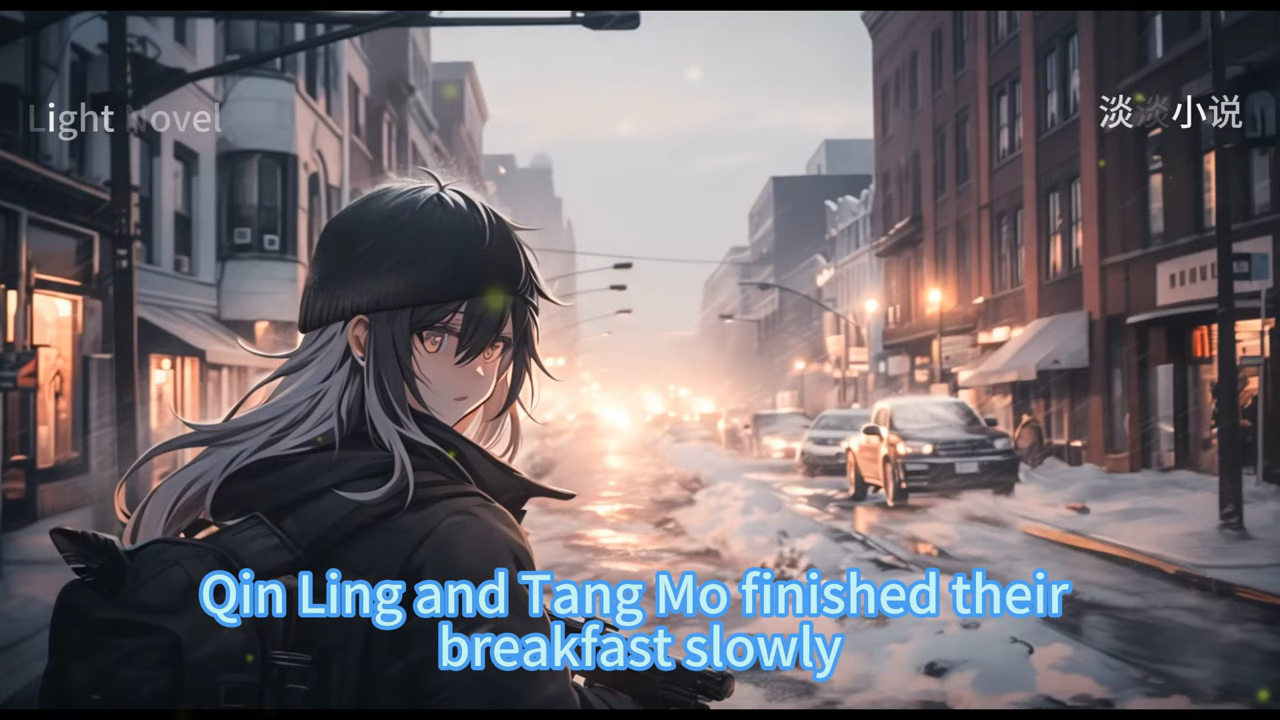 Light Novel
淡淡小说
Qin Ling and Tang Mo finished their
breakfast slowly